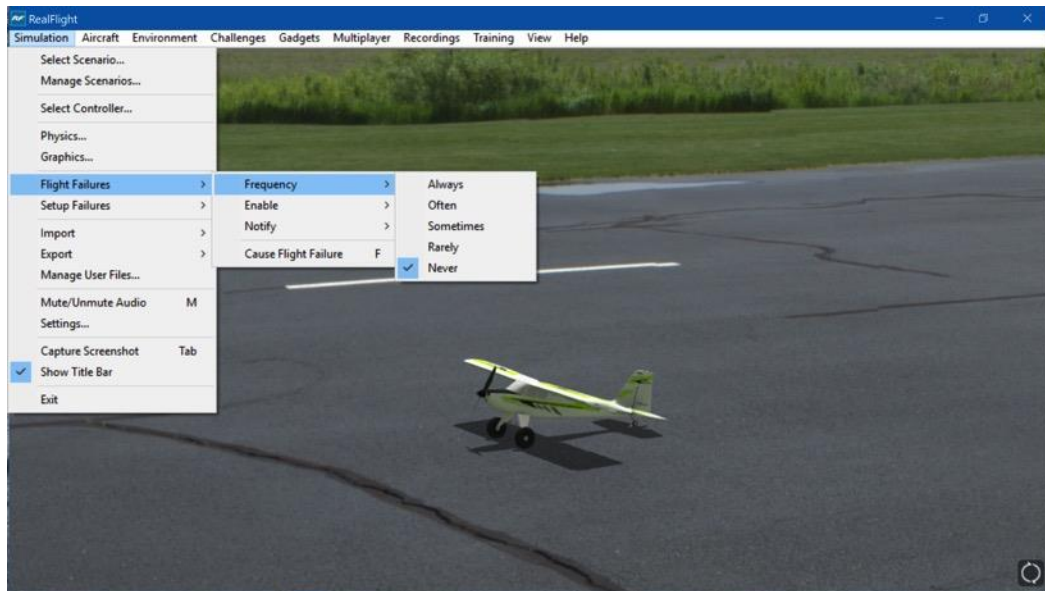 RealFlight
Simulation Aircraft Environment Challenges Gadgets Multiplayer Recordings Training View Help
Select Scenario...
Manage Scenarios...
Select Controller...
Physics...
Graphics...
Flight Failures
Setup Failures
Import
Export
Manage User Files...
Mute/Unmute Audio M
Settings...
Capture Screenshot Tab
Show Title Bar
Exit
Frequency
Enable
Notify
Cause Flight Failure F
Always
Often
Sometimes
Rarely
Never